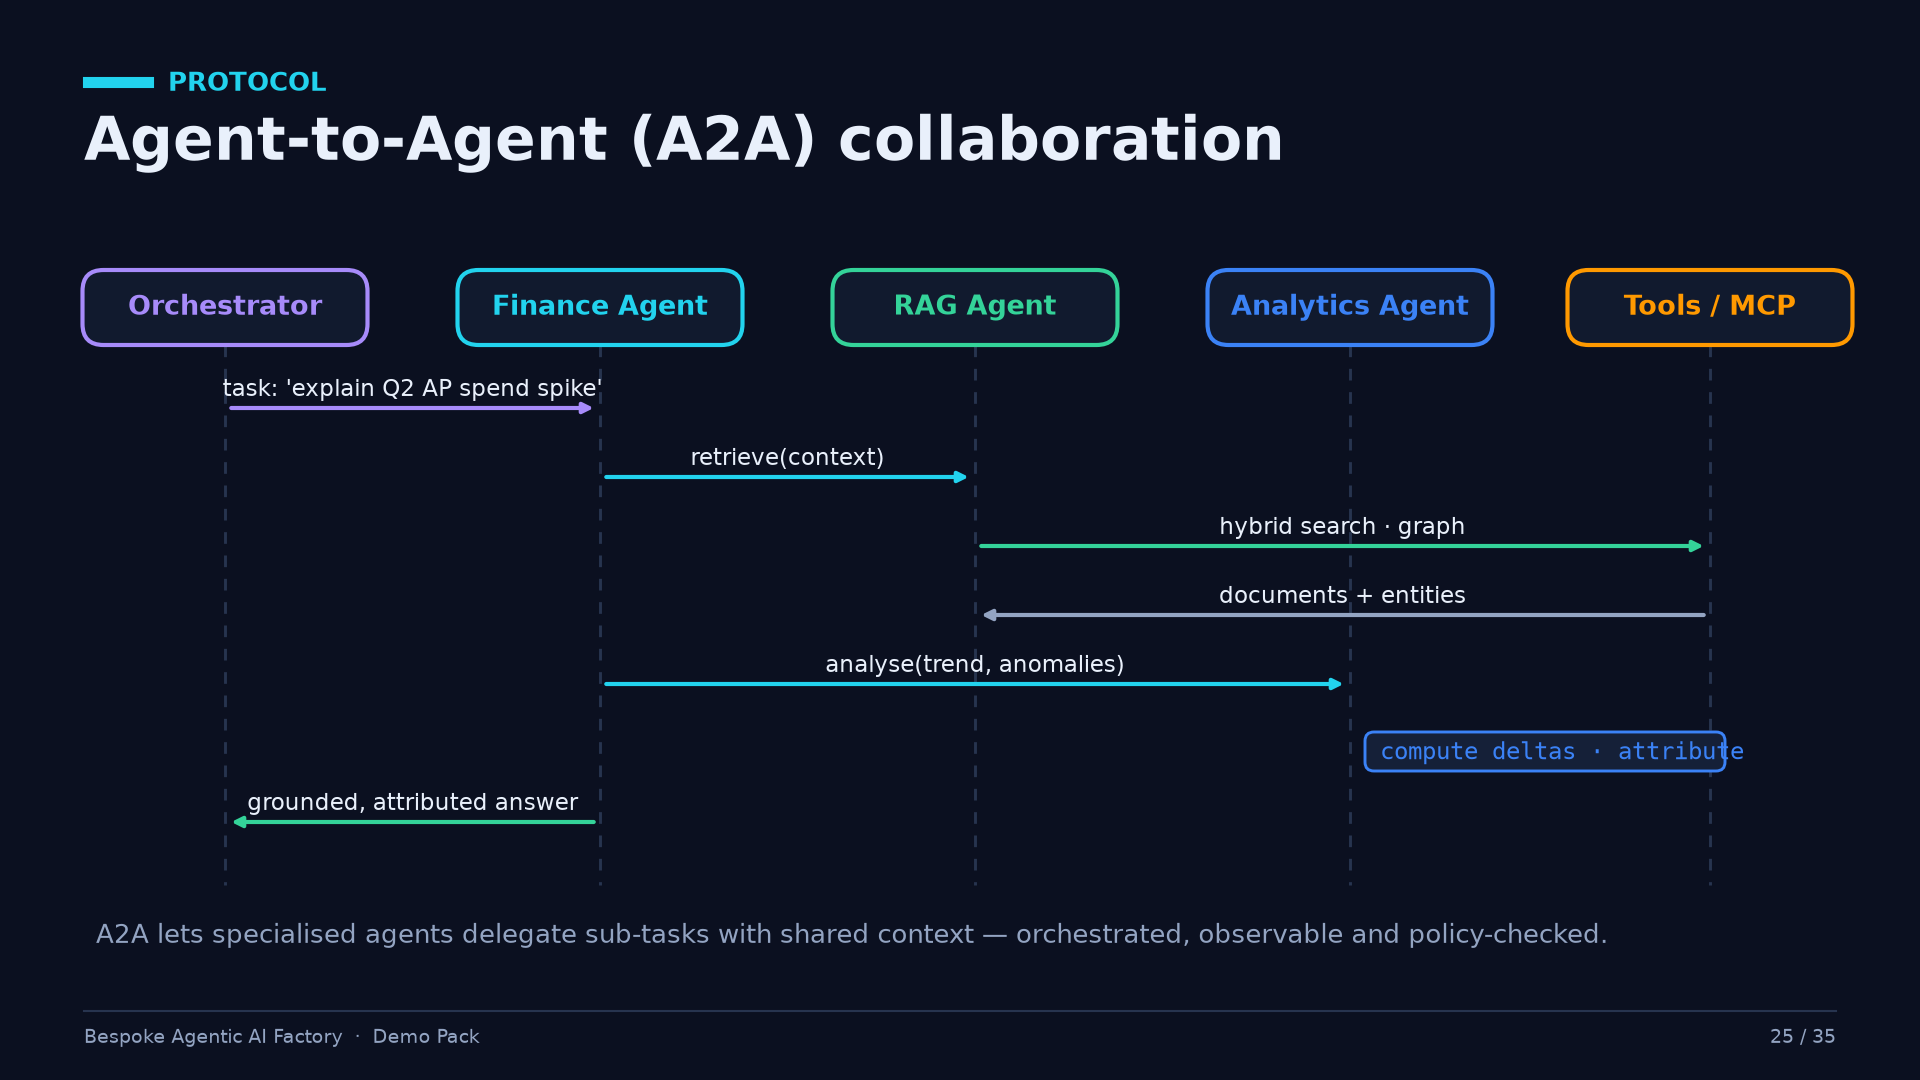 PROTOCOL
Agent-to-Agent (A2A) collaboration
Orchestrator
Finance Agent
RAG Agent
Analytics Agent
Tools / MCP
task: 'explain Q2 AP spend spike'
retrieve(context)
hybrid search · graph
documents + entities
analyse(trend, anomalies)
compute deltas · attribute
grounded, attributed answer
A2A lets specialised agents delegate sub-tasks with shared context — orchestrated, observable and policy-checked.
Bespoke Agentic AI Factory · Demo Pack
25 / 35